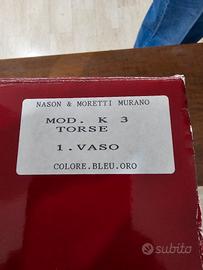 NASON & MORETTI MURANO
MOD. K 3
TORSE
1.VASO
COLORE.BLEU.ORO
subito